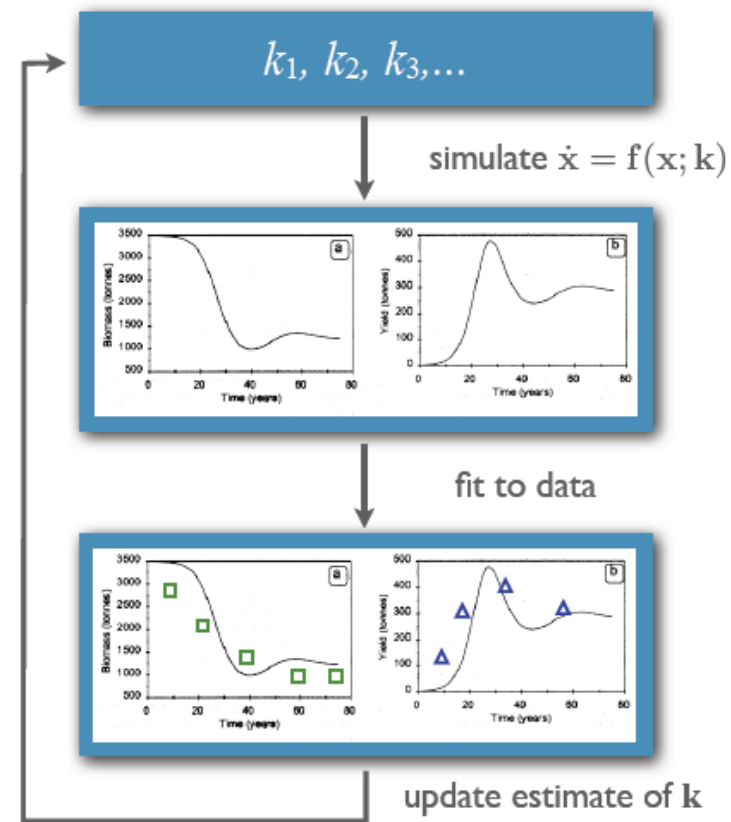 k₁, k₂, k₃,...
simulate ẋ = f(x; k)
3500
3000
2500
2000
1500
1000
500
Biomass (tonnes)
a
0 20 40 60 80
Time (years)
500
400
300
200
100
0
Yield (tonnes)
b
0 20 40 60 80
Time (years)
fit to data
3500
3000
2500
2000
1500
1000
500
Biomass (tonnes)
a
0 20 40 60 80
Time (years)
500
400
300
200
100
0
Yield (tonnes)
b
0 20 40 60 80
Time (years)
update estimate of k